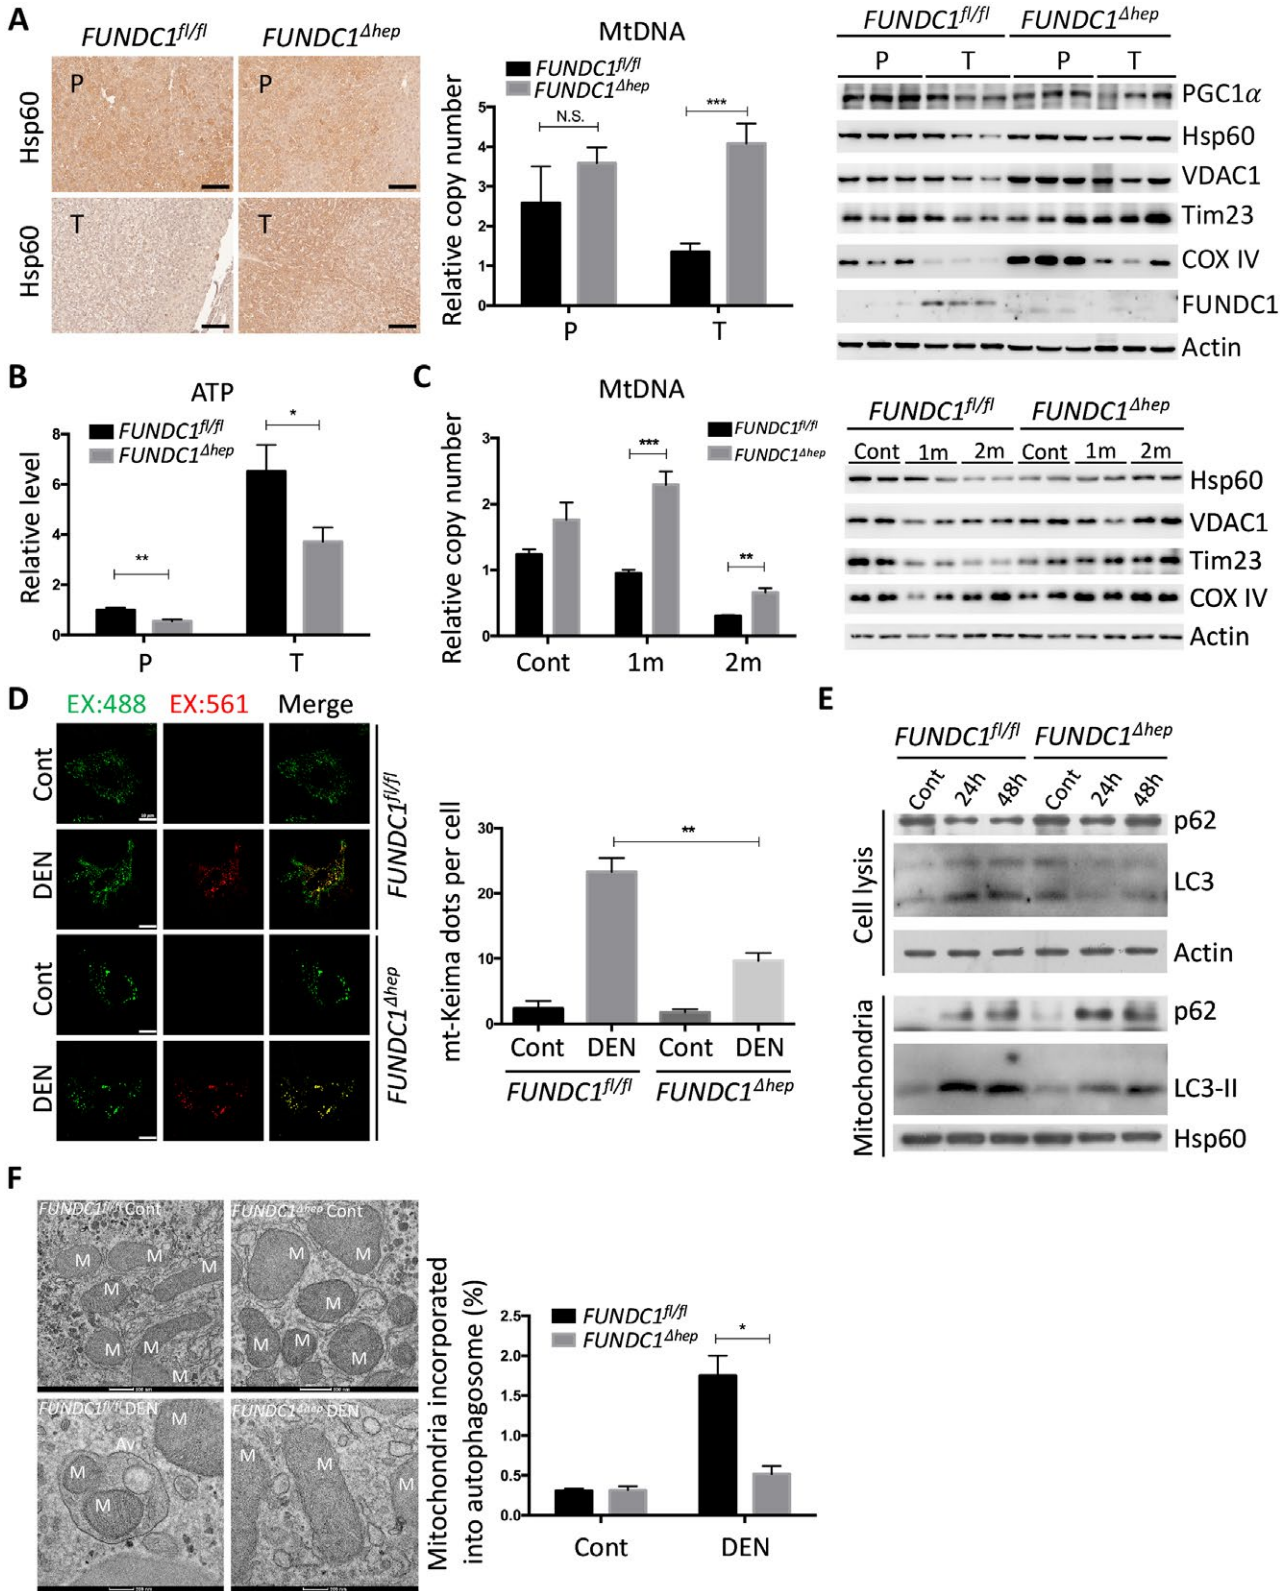 A
FUNDC1fl/fl FUNDC1Δhep
Hsp60
P
P
Hsp60
T
T
MtDNA
FUNDC1fl/fl
FUNDC1Δhep
Relative copy number
5
4
3
2
1
0
N.S.
***
P T
FUNDC1fl/fl FUNDC1Δhep
P T P T
PGC1α
Hsp60
VDAC1
Tim23
COX IV
FUNDC1
Actin
B
ATP
FUNDC1fl/fl
FUNDC1Δhep
Relative level
8
6
4
2
0
**
*
P T
C
MtDNA
FUNDC1fl/fl
FUNDC1Δhep
Relative copy number
3
2
1
0
***
**
Cont 1m 2m
FUNDC1fl/fl FUNDC1Δhep
Cont 1m 2m Cont 1m 2m
Hsp60
VDAC1
Tim23
COX IV
Actin
D
EX:488 EX:561 Merge
Cont
DEN
FUNDC1fl/fl
Cont
DEN
FUNDC1Δhep
mt-Keima dots per cell
30
20
10
0
**
Cont DEN Cont DEN
FUNDC1fl/fl FUNDC1Δhep
E
FUNDC1fl/fl FUNDC1Δhep
Cont 24h 48h Cont 24h 48h
Cell lysis
p62
LC3
Actin
Mitochondria
p62
LC3-II
Hsp60
F
FUNDC1fl/fl Cont
M M M M M M M
FUNDC1Δhep Cont
M M M M M M
FUNDC1fl/fl DEN
M
Av
M
M
FUNDC1Δhep DEN
M M M
Mitochondria incorporated
into autophagosome (%)
FUNDC1fl/fl
FUNDC1Δhep
2.5
2.0
1.5
1.0
0.5
0.0
*
Cont DEN